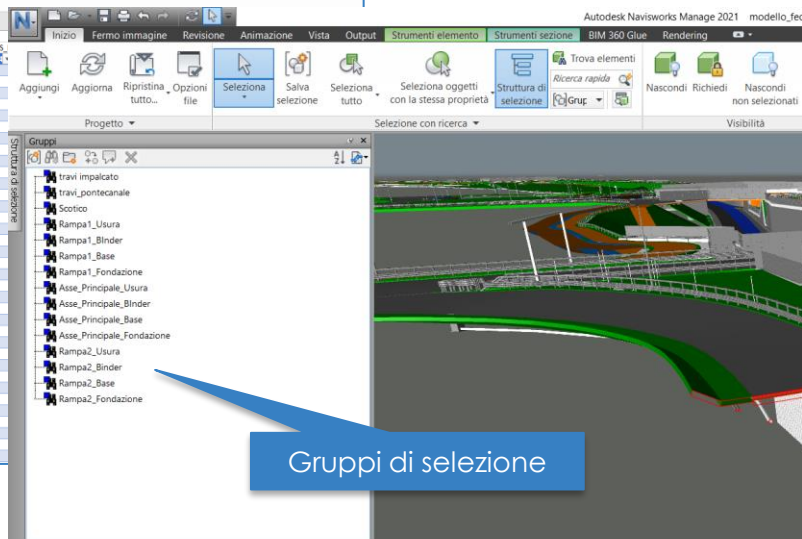 Autodesk Navisworks Manage 2021 modello_fec
Inizio Fermo immagine Revisione Animazione Vista Output Strumenti elemento Strumenti sezione BIM 360 Glue Rendering
Aggiungi Aggiorna Ripristina tutto... Opzioni file Seleziona Salva selezione Seleziona tutto Seleziona oggetti con la stessa proprietà Struttura di selezione
Trova elementi
Ricerca rapida
Grup
Nascondi Richiedi Nascondi non selezionati
Progetto Selezione con ricerca Visibilità
Struttura di selezione
Gruppi
travi impalcato
travi_pontecanale
Scotico
Rampa1_Usura
Rampa1_BInder
Rampa1_Base
Rampa1_Fondazione
Asse_Principale_Usura
Asse_Principale_BInder
Asse_Principale_Base
Asse_Principale_Fondazione
Rampa2_Usura
Rampa2_Binder
Rampa2_Base
Rampa2_Fondazione
Gruppi di selezione